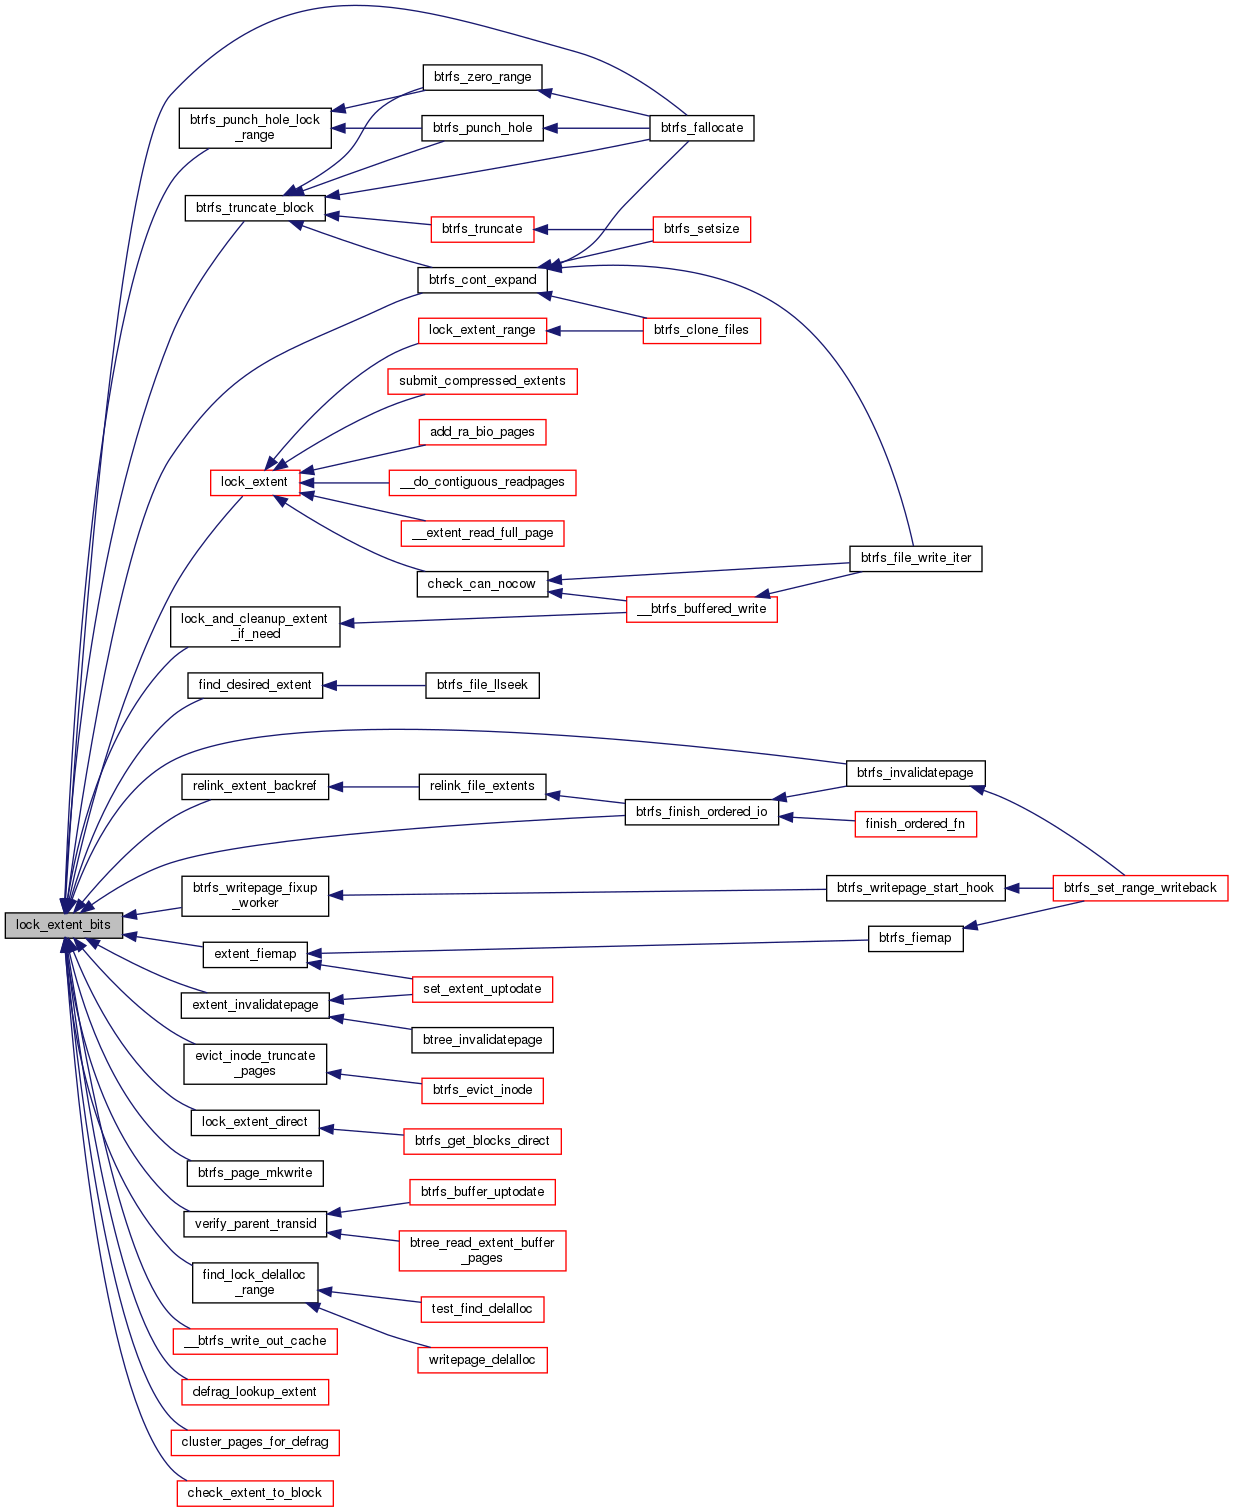 btrfs_zero_range
btrfs_punch_hole_lock
_range
btrfs_punch_hole
btrfs_fallocate
btrfs_truncate_block
btrfs_truncate
btrfs_setsize
btrfs_cont_expand
lock_extent_range
btrfs_clone_files
submit_compressed_extents
add_ra_bio_pages
lock_extent
__do_contiguous_readpages
__extent_read_full_page
btrfs_file_write_iter
check_can_nocow
__btrfs_buffered_write
lock_and_cleanup_extent
_if_need
find_desired_extent
btrfs_file_llseek
btrfs_invalidatepage
relink_extent_backref
relink_file_extents
btrfs_finish_ordered_io
finish_ordered_fn
btrfs_writepage_fixup
_worker
btrfs_writepage_start_hook
btrfs_set_range_writeback
lock_extent_bits
btrfs_fiemap
extent_fiemap
set_extent_uptodate
extent_invalidatepage
btree_invalidatepage
evict_inode_truncate
_pages
btrfs_evict_inode
lock_extent_direct
btrfs_get_blocks_direct
btrfs_page_mkwrite
btrfs_buffer_uptodate
verify_parent_transid
btree_read_extent_buffer
_pages
find_lock_delalloc
_range
test_find_delalloc
__btrfs_write_out_cache
writepage_delalloc
defrag_lookup_extent
cluster_pages_for_defrag
check_extent_to_block